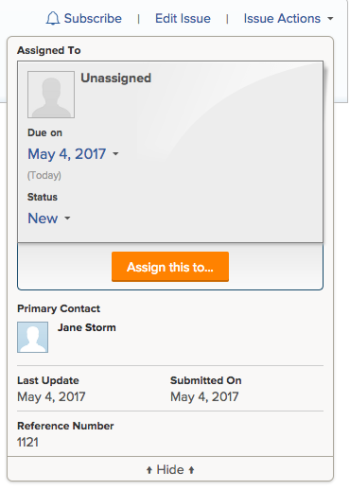 Subscribe | Edit Issue | Issue Actions
Assigned To
Unassigned
Due on
May 4, 2017
(Today)
Status
New
Assign this to...
Primary Contact
Jane Storm
Last Update Submitted On
May 4, 2017 May 4, 2017
Reference Number
1121
Hide